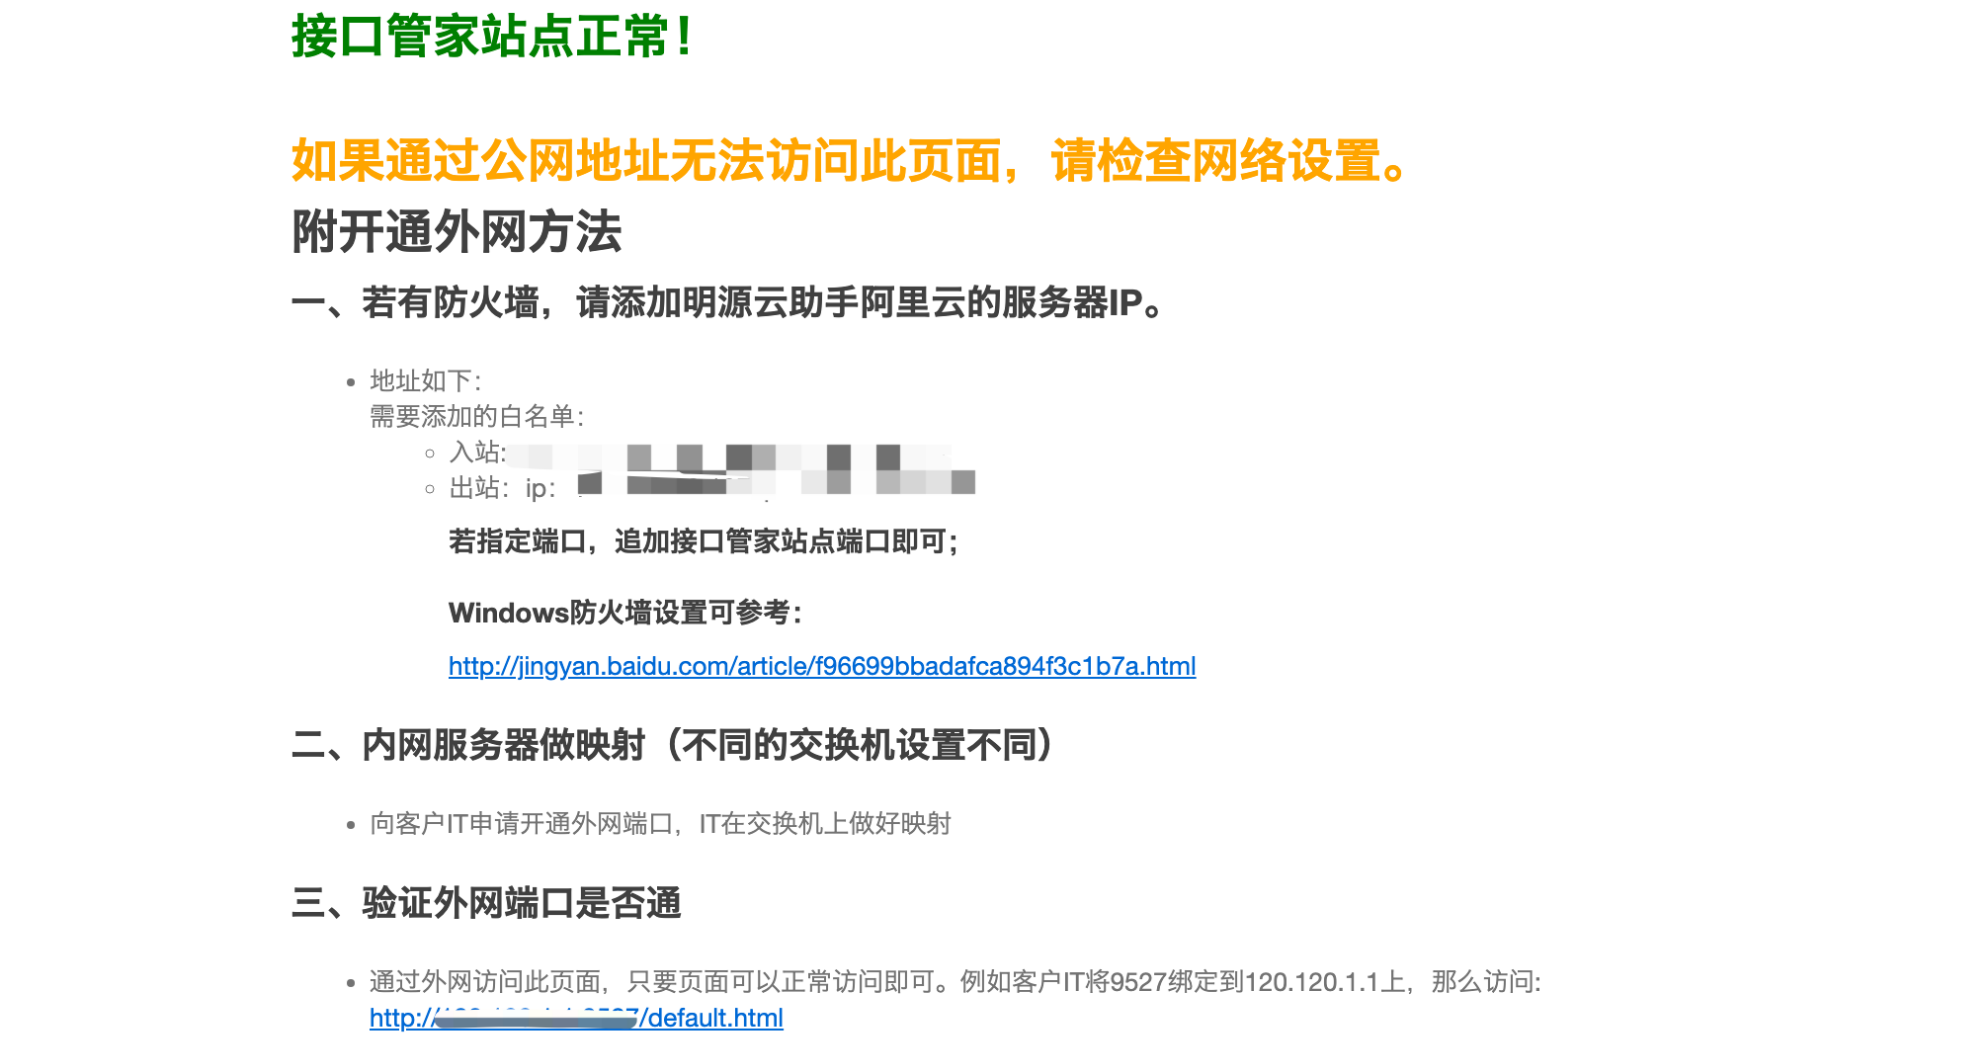 接口管家站点正常！
如果通过公网地址无法访问此页面，请检查网络设置。
附开通外网方法
一、若有防火墙，请添加明源云助手阿里云的服务器IP。
地址如下：
需要添加的白名单：
入站:
出站：ip：
若指定端口，追加接口管家站点端口即可；
Windows防火墙设置可参考：
http://jingyan.baidu.com/article/f96699bbadafca894f3c1b7a.html
二、内网服务器做映射（不同的交换机设置不同）
向客户IT申请开通外网端口，IT在交换机上做好映射
三、验证外网端口是否通
通过外网访问此页面，只要页面可以正常访问即可。例如客户IT将9527绑定到120.120.1.1上，那么访问:
http:///default.html